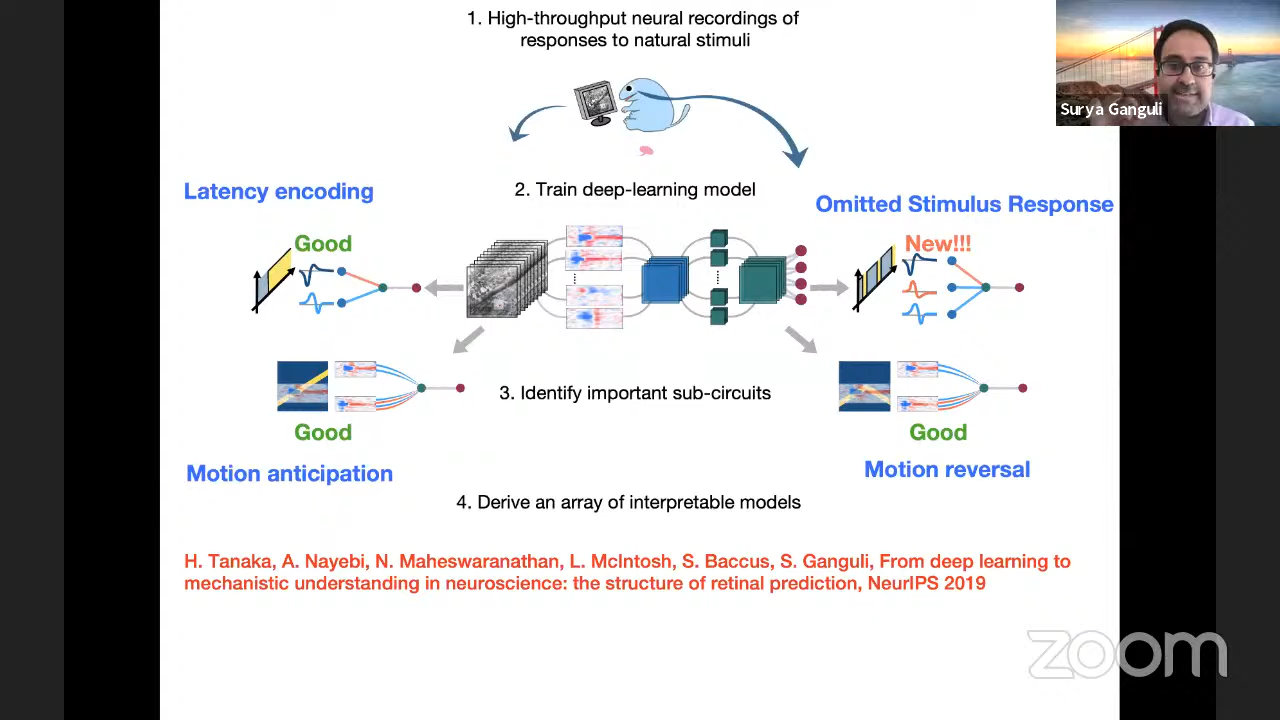 1. High-throughput neural recordings of
responses to natural stimuli
Surya Ganguli
Latency encoding
2. Train deep-learning model
Omitted Stimulus Response
Good
New!!!
3. Identify important sub-circuits
Good
Good
Motion anticipation
Motion reversal
4. Derive an array of interpretable models
H. Tanaka, A. Nayebi, N. Maheswaranathan, L. McIntosh, S. Baccus, S. Ganguli, From deep learning to
mechanistic understanding in neuroscience: the structure of retinal prediction, NeurIPS 2019
zoom